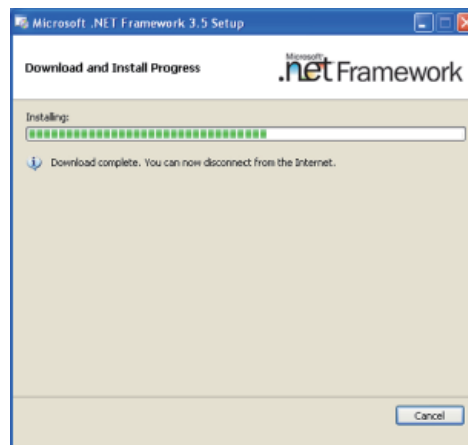 Microsoft .NET Framework 3.5 Setup
Download and Install Progress
Microsoft
.net Framework
Installing:
Download complete. You can now disconnect from the Internet.
Cancel